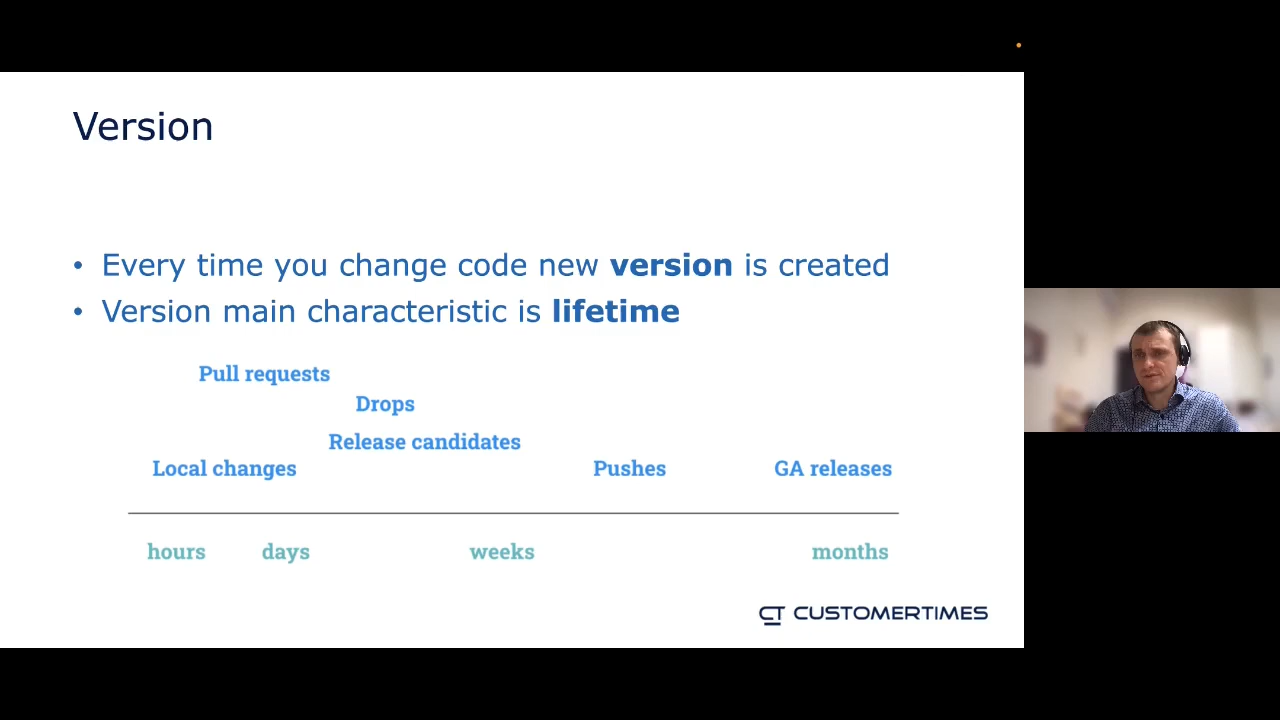 Version
• Every time you change code new version is created
• Version main characteristic is lifetime
Pull requests
Drops
Release candidates
Local changes
Pushes
GA releases
hours
days
weeks
months
CT CUSTOMERTIMES